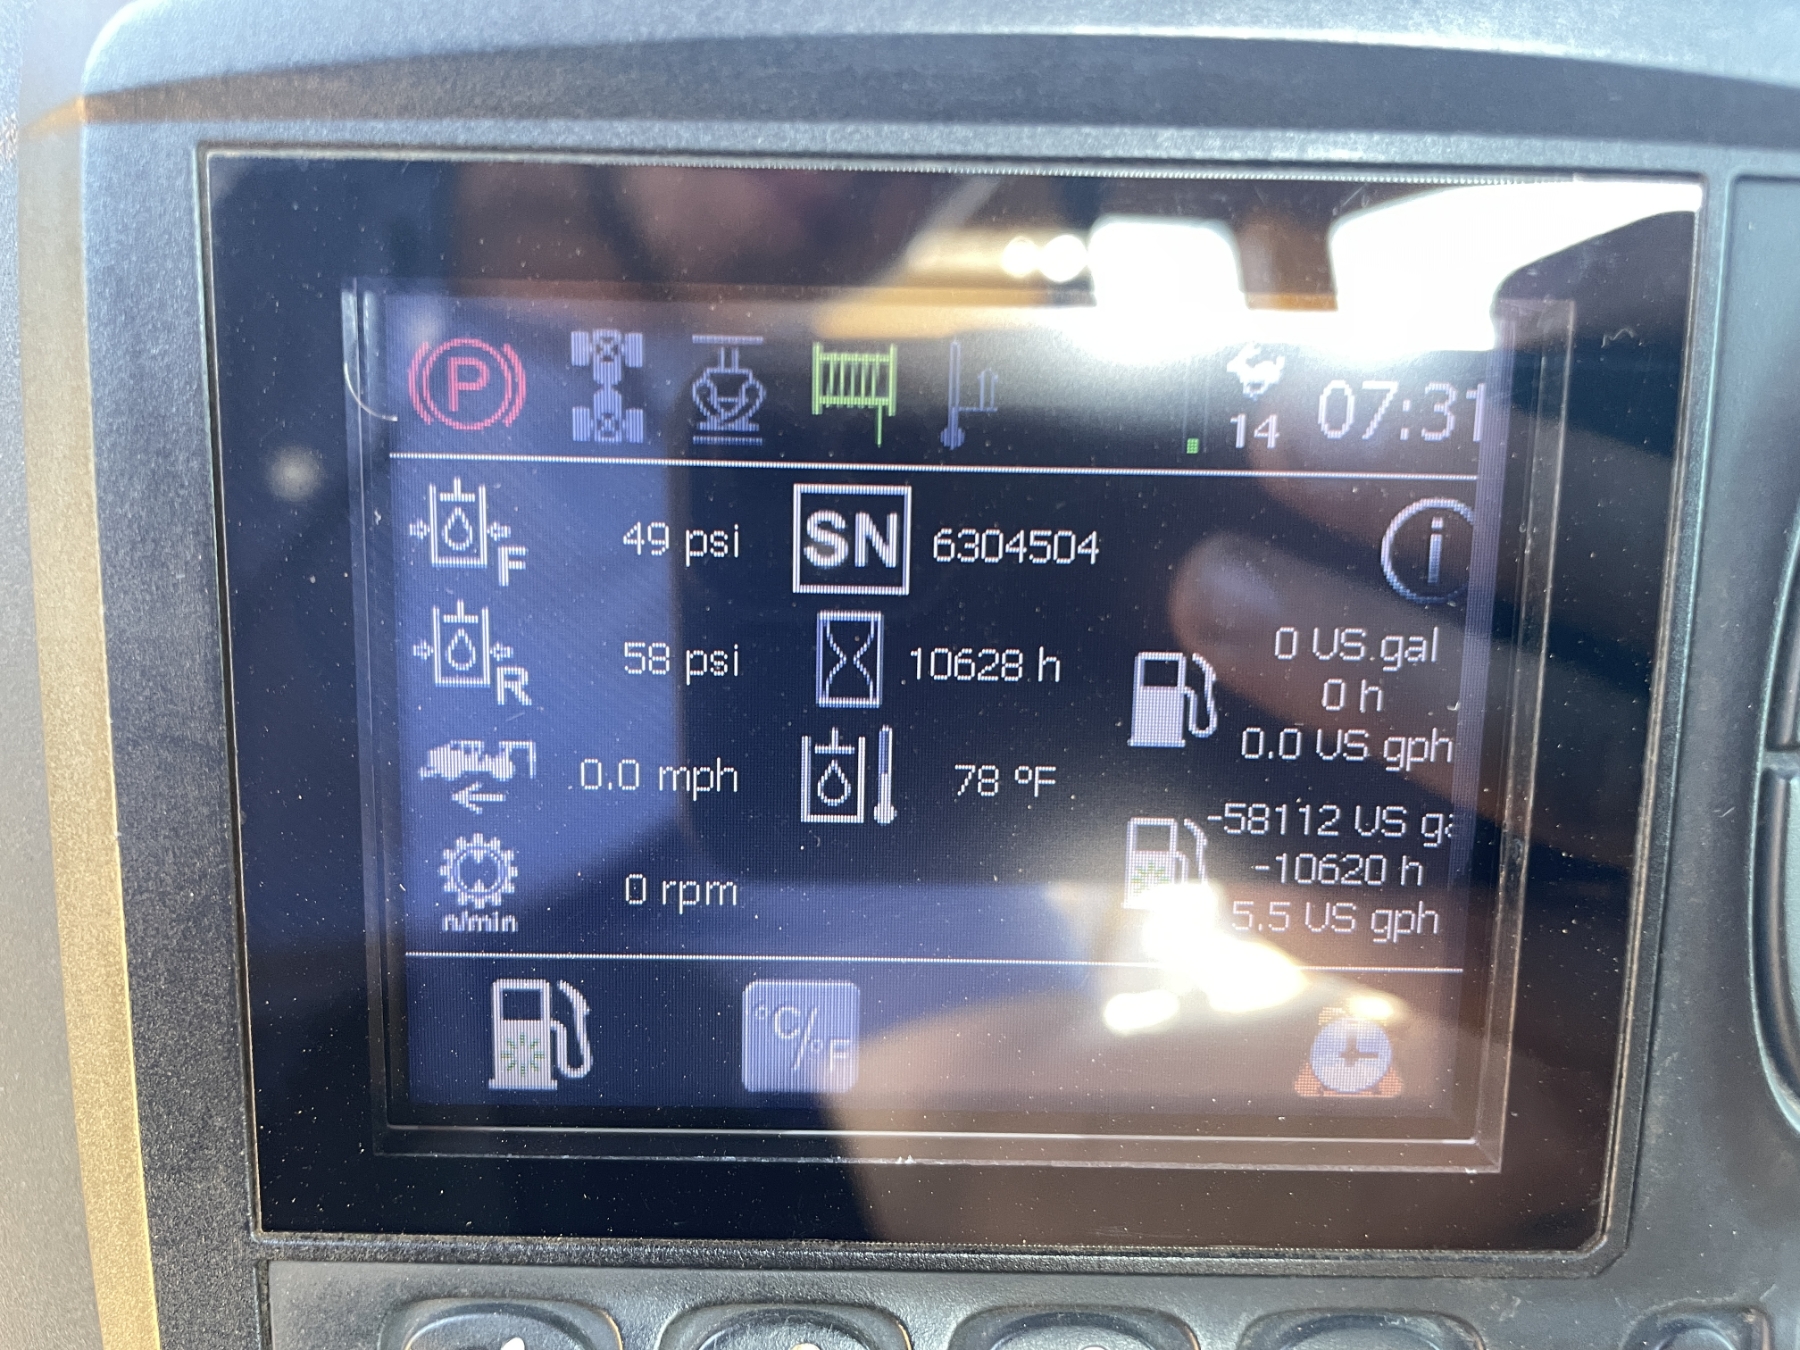 P
14
07:31
F
49 psi
SN
6304504
i
R
58 psi
10628 h
0 US.gal
0 h
0.0 US gph
0.0 mph
78 ºF
-58112 US ga
-10620 h
5.5 US gph
n/min
0 rpm
°C/°F